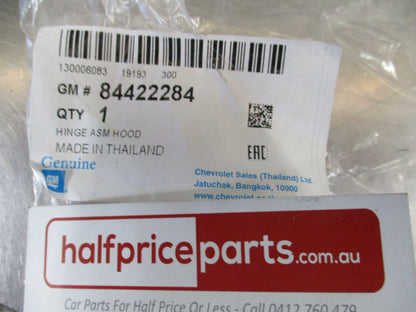 130006083 19193 300
GM # 84422284
QTY 1
HINGE ASM HOOD
MADE IN THAILAND
EAC
Genuine
GM
Chevrolet Sales (Thailand) Ltd.
Jatuchak, Bangkok, 10900
halfpriceparts.com.au
Car Parts For Half Price Or Less - Call 0412 760 479